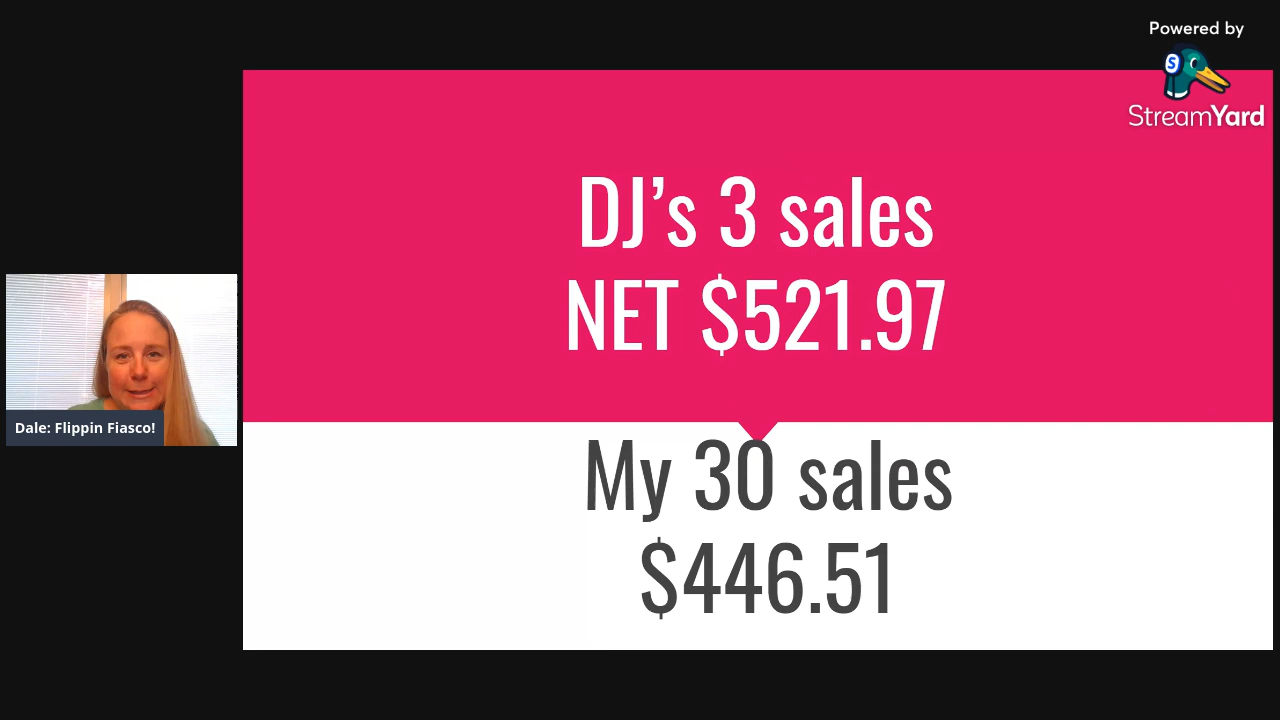 Powered by
S
StreamYard
DJ’s 3 sales
NET $521.97
Dale: Flippin Fiasco!
My 30 sales
$446.51